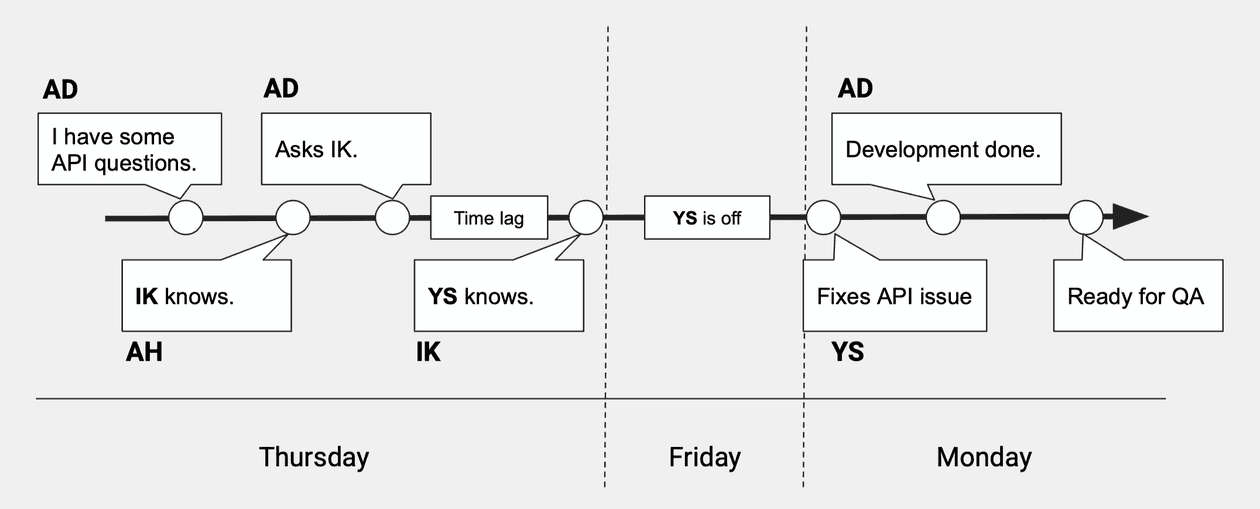 AD
I have some
API questions.
AD
Asks IK.
AD
Development done.
Time lag
YS is off
IK knows.
AH
YS knows.
IK
Fixes API issue
YS
Ready for QA
Thursday
Friday
Monday